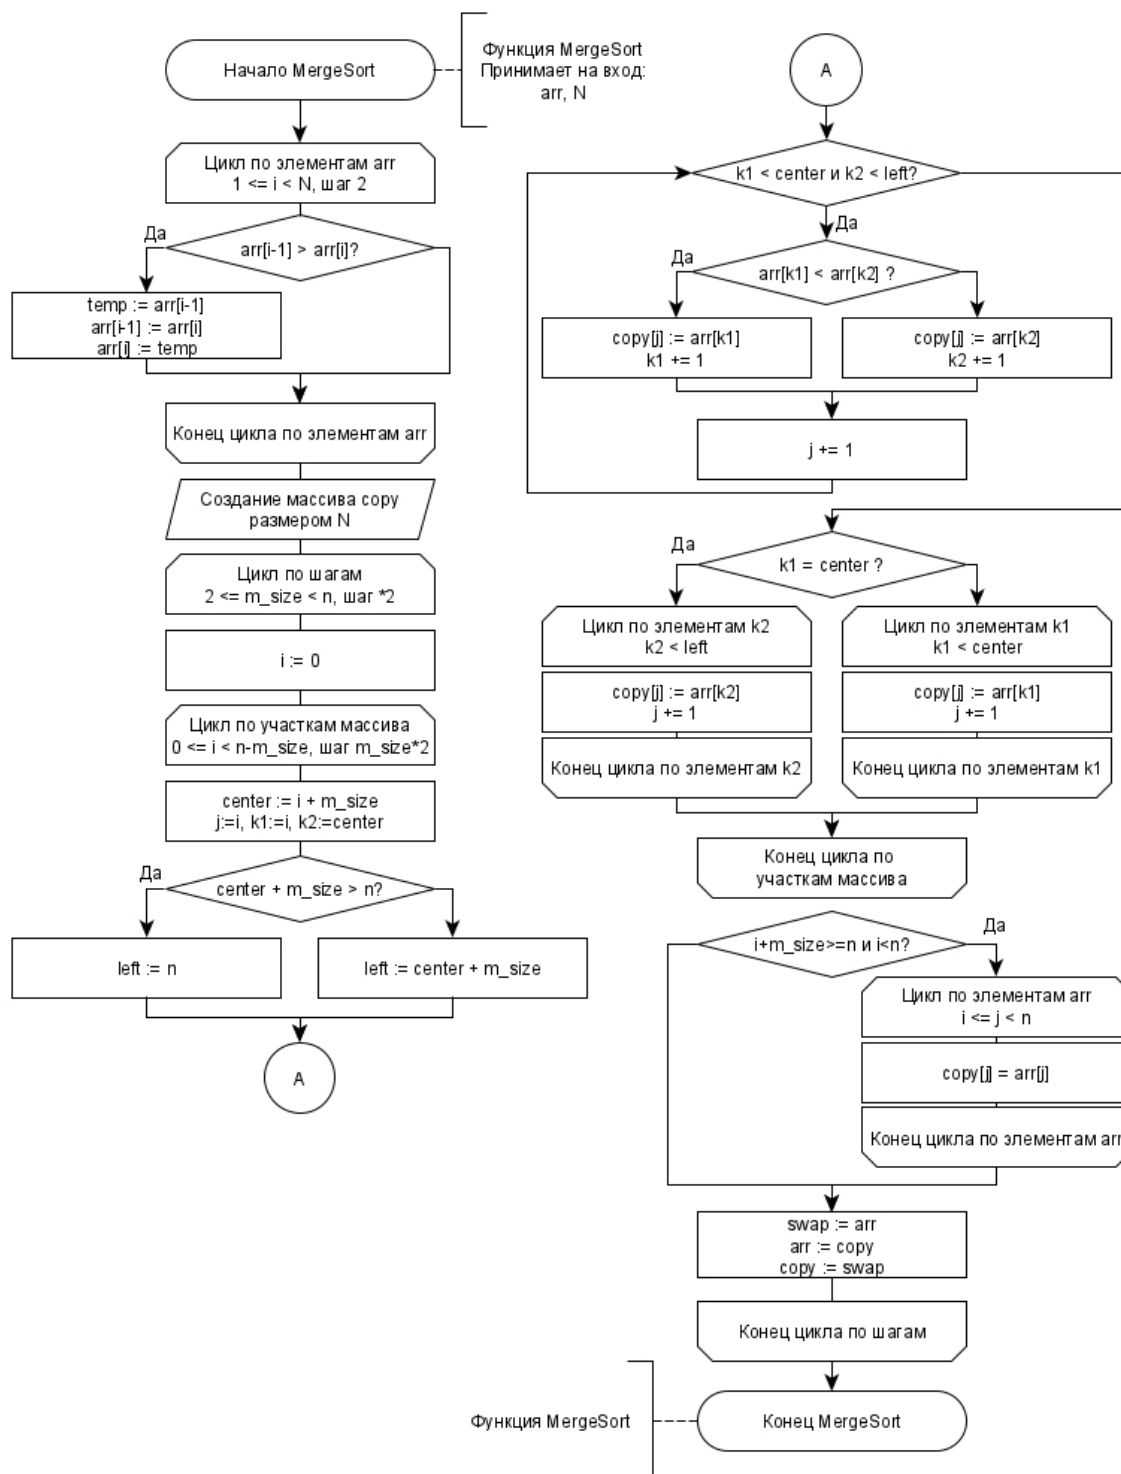 Начало MergeSort
Функция MergeSort
Принимает на вход:
arr, N
Цикл по элементам arr
1 <= i < N, шаг 2
Да
arr[i-1] > arr[i]?
temp := arr[i-1]
arr[i-1] := arr[i]
arr[i] := temp
Конец цикла по элементам arr
Создание массива copy
размером N
Цикл по шагам
2 <= m_size < n, шаг *2
i := 0
Цикл по участкам массива
0 <= i < n-m_size, шаг m_size*2
center := i + m_size
j:=i, k1:=i, k2:=center
Да
center + m_size > n?
left := n
left := center + m_size
A
A
k1 < center и k2 < left?
Да
Да
arr[k1] < arr[k2] ?
copy[j] := arr[k1]
k1 += 1
copy[j] := arr[k2]
k2 += 1
j += 1
Да
k1 = center ?
Цикл по элементам k2
k2 < left
copy[j] := arr[k2]
j += 1
Конец цикла по элементам k2
Цикл по элементам k1
k1 < center
copy[j] := arr[k1]
j += 1
Конец цикла по элементам k1
Конец цикла по
участкам массива
i+m_size>=n и i<n?
Да
Цикл по элементам arr
i <= j < n
copy[j] = arr[j]
Конец цикла по элементам arr
swap := arr
arr := copy
copy := swap
Конец цикла по шагам
Функция MergeSort
Конец MergeSort